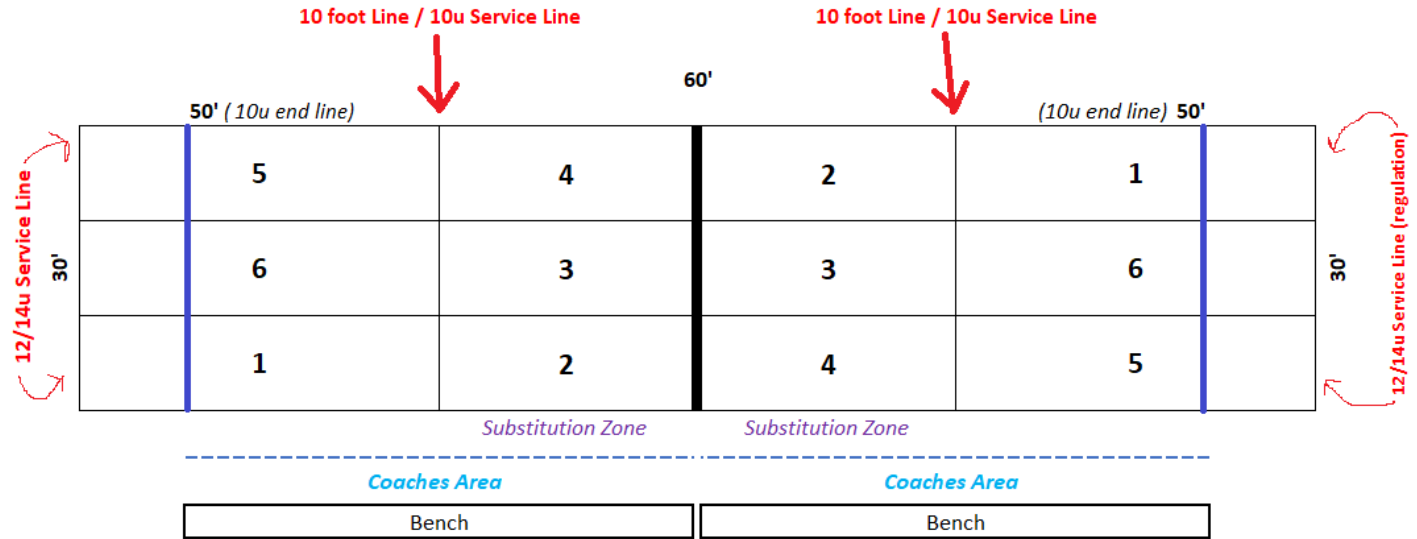 10 foot Line / 10u Service Line
10 foot Line / 10u Service Line
60'
50' ( 10u end line)
(10u end line) 50'
5
4
2
1
12/14u Service Line
30'
6
3
3
6
30'
12/14u Service Line (regulation)
1
2
4
5
Substitution Zone
Substitution Zone
Coaches Area
Coaches Area
Bench
Bench